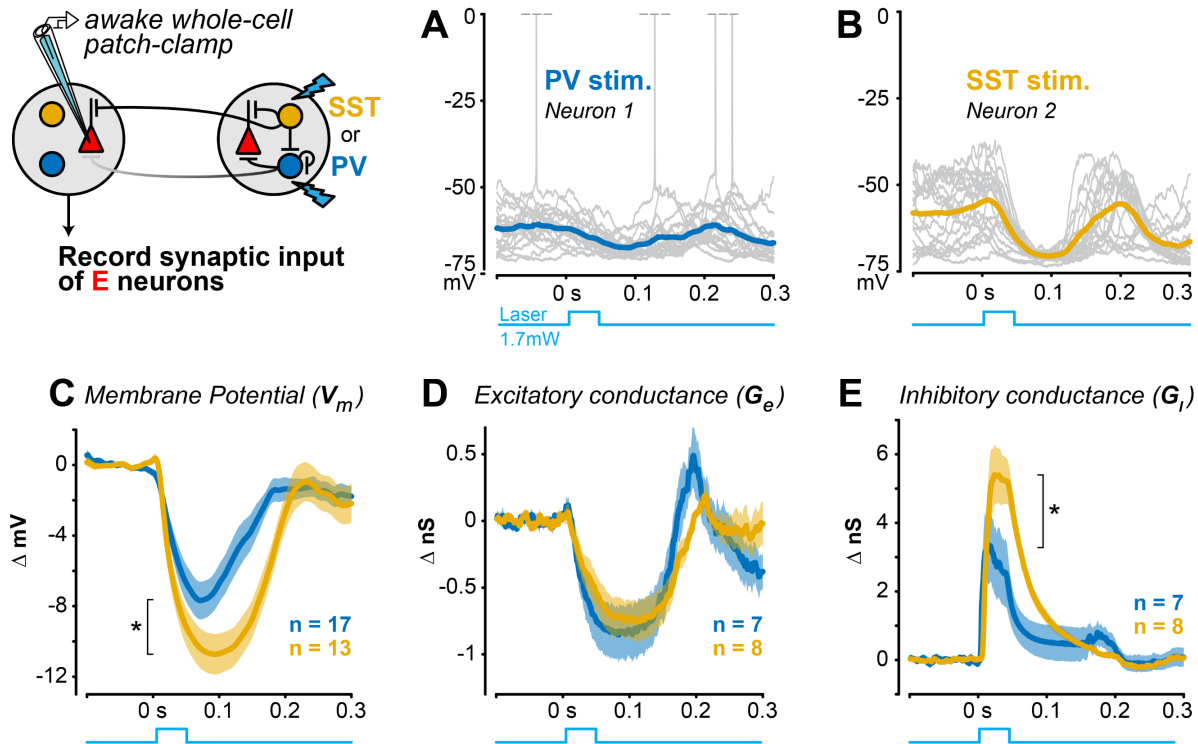 awake whole-cell
patch-clamp
SST
or
PV
Record synaptic input
of E neurons
A
0
-25
-50
-75
mV
PV stim.
Neuron 1
0 s
0.1
0.2
0.3
Laser
1.7mW
B
0
-25
-50
-75
mV
SST stim.
Neuron 2
0 s
0.1
0.2
0.3
C Membrane Potential (Vm)
Δ mV
0
-4
-8
-12
*
n = 17
n = 13
0 s
0.1
0.2
0.3
D Excitatory conductance (Ge)
Δ nS
0.5
0
-0.5
-1
n = 7
n = 8
0 s
0.1
0.2
0.3
E Inhibitory conductance (GI)
Δ nS
6
4
2
0
*
n = 7
n = 8
0 s
0.1
0.2
0.3